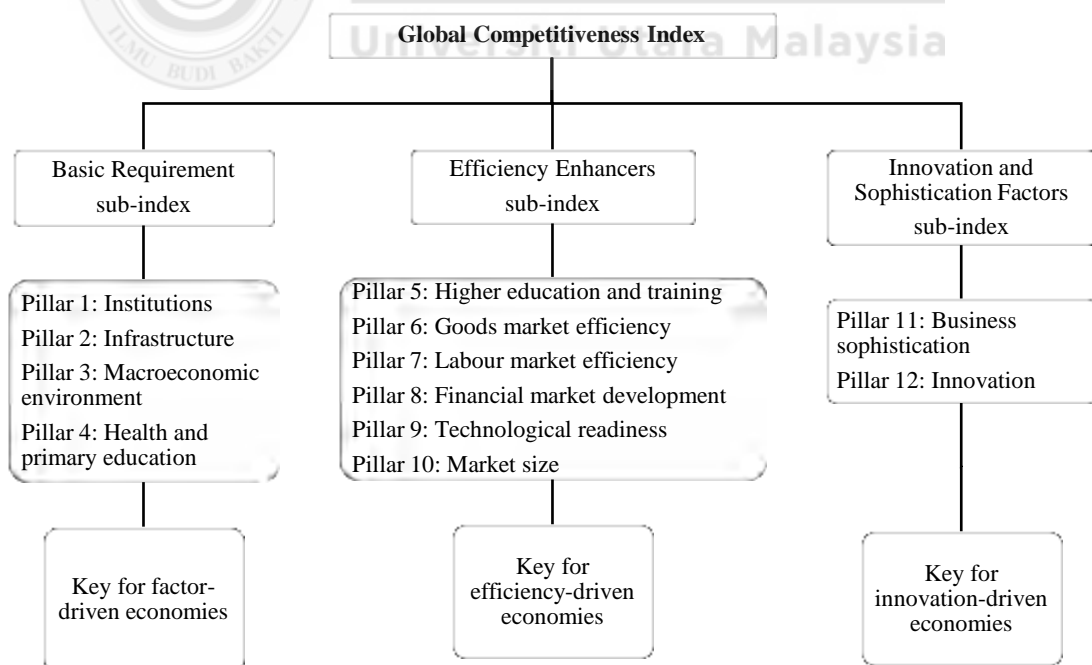 Global Competitiveness Index
Universiti Utara Malaysia
ILMU BUDI BAKTI
Basic Requirement
sub-index
Efficiency Enhancers
sub-index
Innovation and
Sophistication Factors
sub-index
Pillar 1: Institutions
Pillar 2: Infrastructure
Pillar 3: Macroeconomic
environment
Pillar 4: Health and
primary education
Pillar 5: Higher education and training
Pillar 6: Goods market efficiency
Pillar 7: Labour market efficiency
Pillar 8: Financial market development
Pillar 9: Technological readiness
Pillar 10: Market size
Pillar 11: Business
sophistication
Pillar 12: Innovation
Key for factor-
driven economies
Key for
efficiency-driven
economies
Key for
innovation-driven
economies